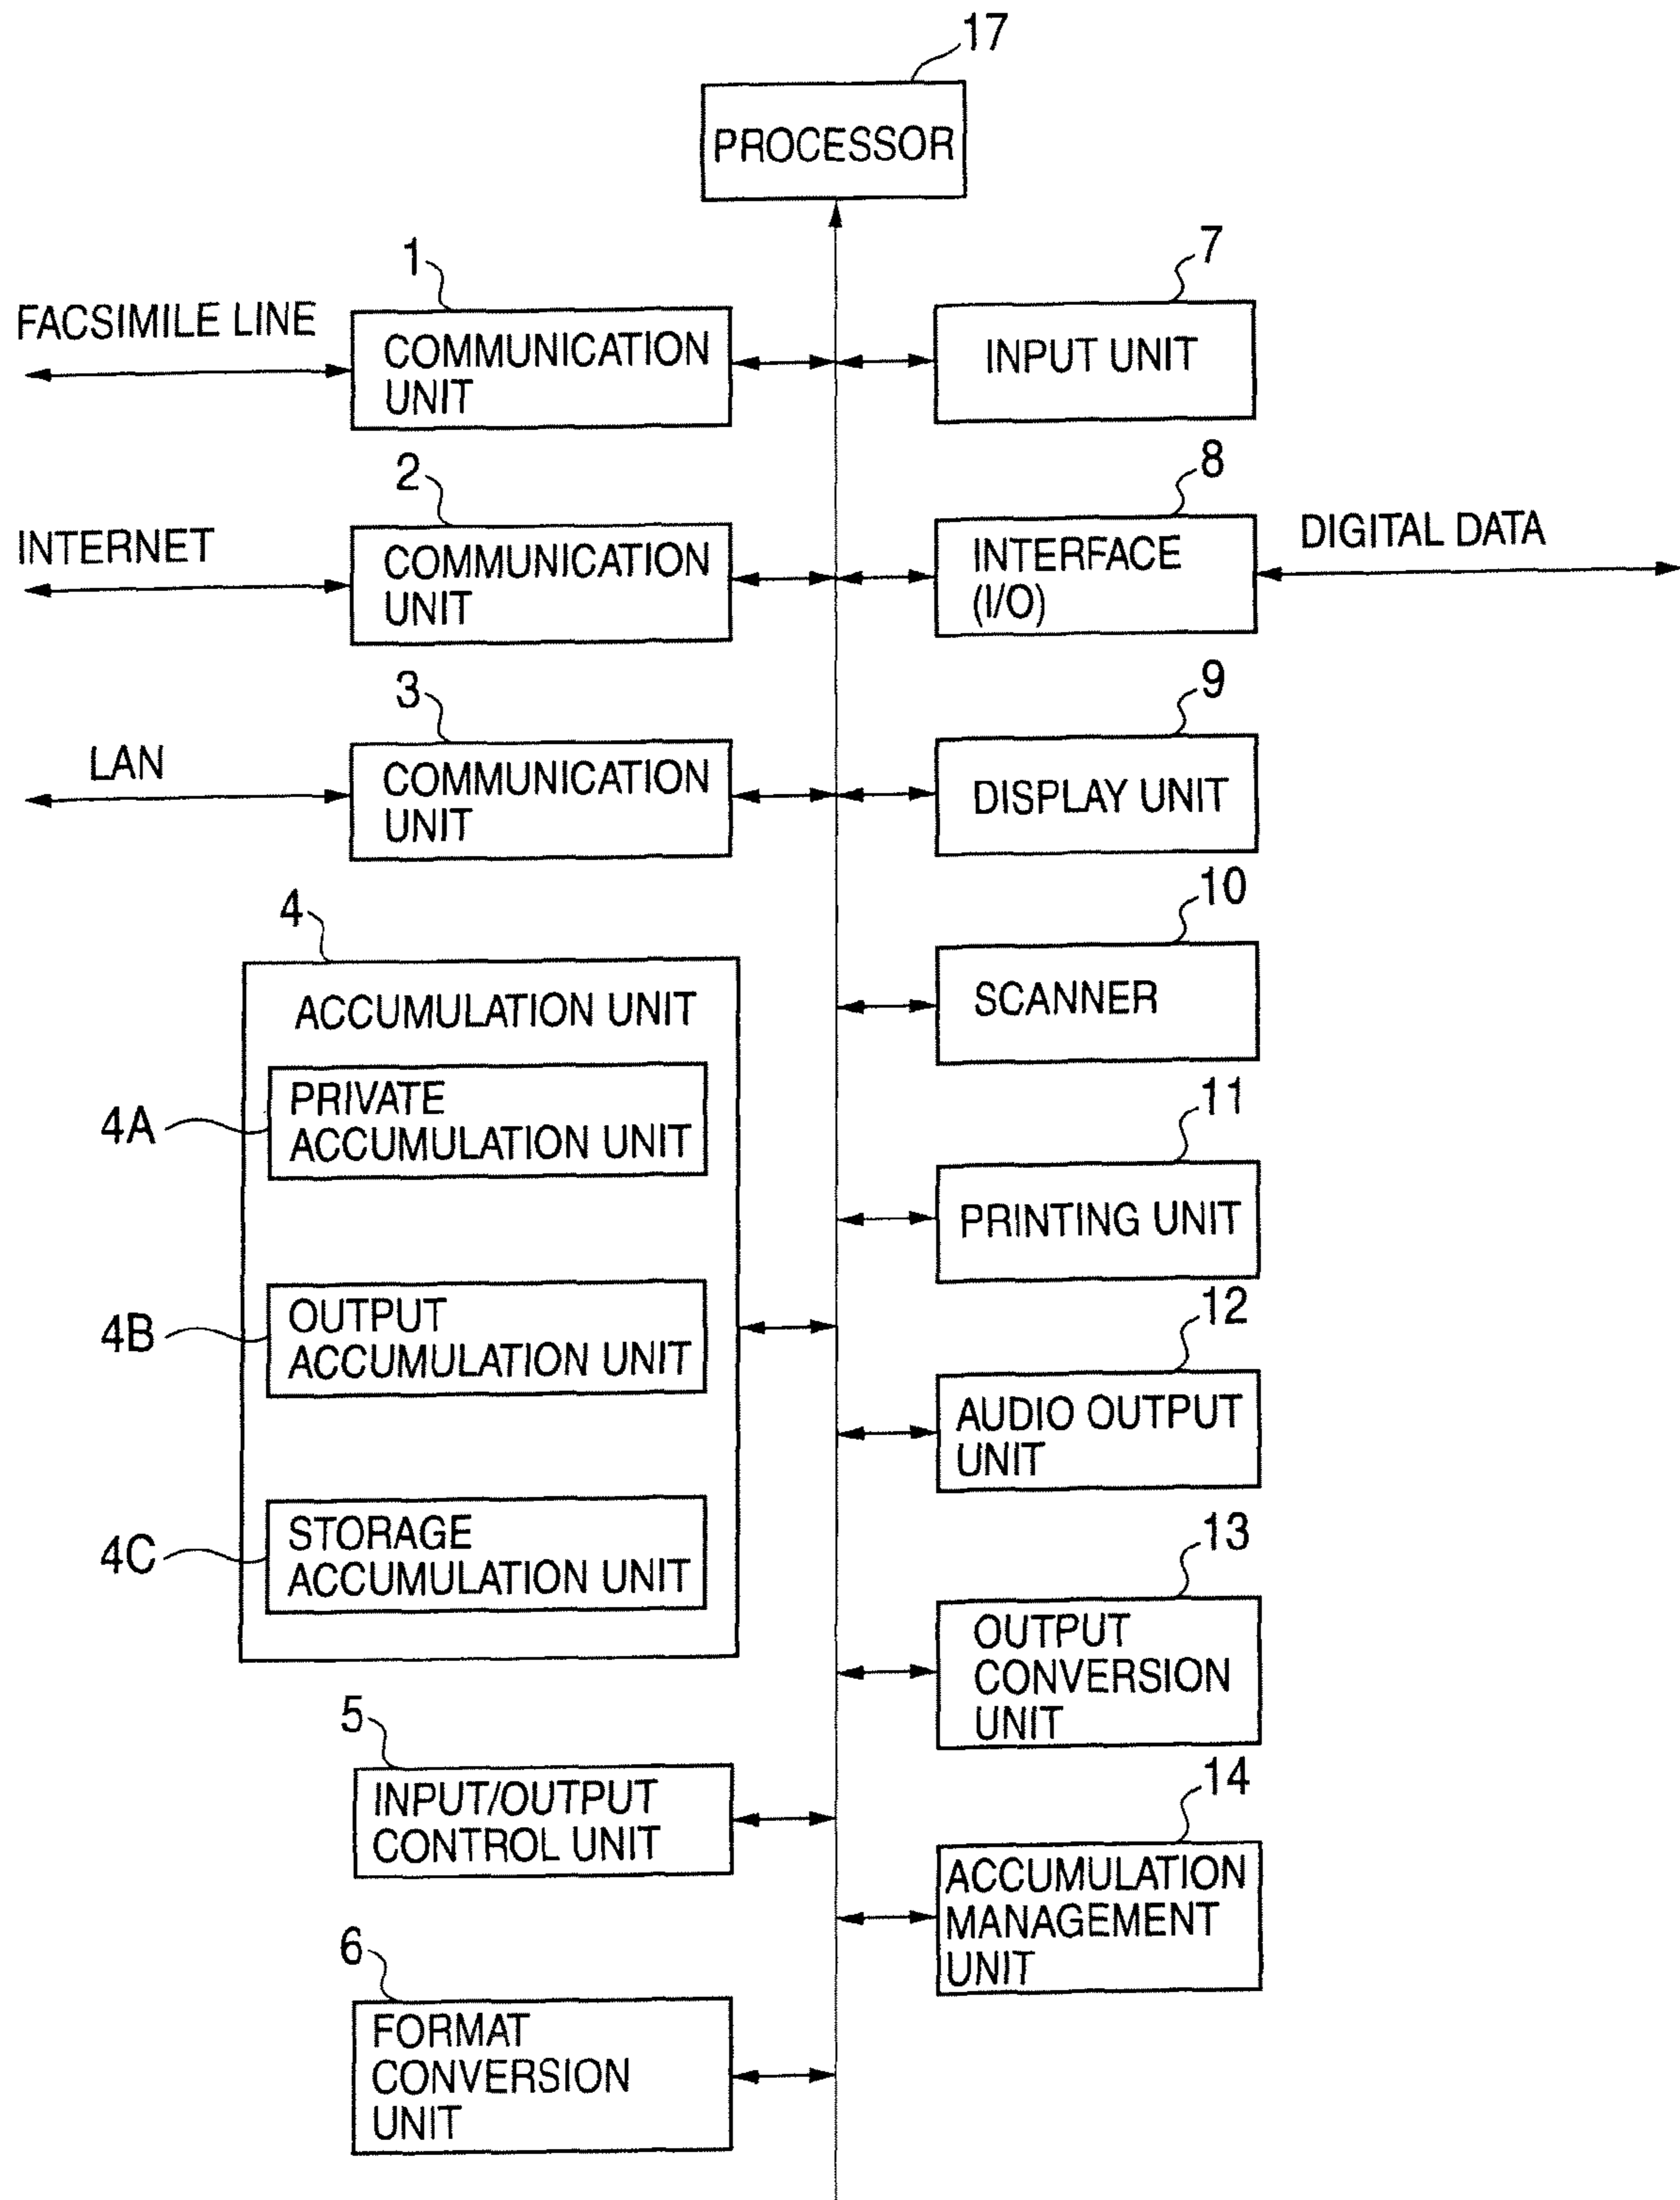 17
PROCESSOR
1
FACSIMILE LINE
COMMUNICATION
UNIT
7
INPUT UNIT
2
INTERNET
COMMUNICATION
UNIT
8
INTERFACE
(I/O)
DIGITAL DATA
3
LAN
COMMUNICATION
UNIT
9
DISPLAY UNIT
4
ACCUMULATION UNIT
4A
PRIVATE
ACCUMULATION UNIT
4B
OUTPUT
ACCUMULATION UNIT
4C
STORAGE
ACCUMULATION UNIT
10
SCANNER
11
PRINTING UNIT
12
AUDIO OUTPUT
UNIT
13
OUTPUT
CONVERSION
UNIT
5
INPUT/OUTPUT
CONTROL UNIT
14
ACCUMULATION
MANAGEMENT
UNIT
6
FORMAT
CONVERSION
UNIT